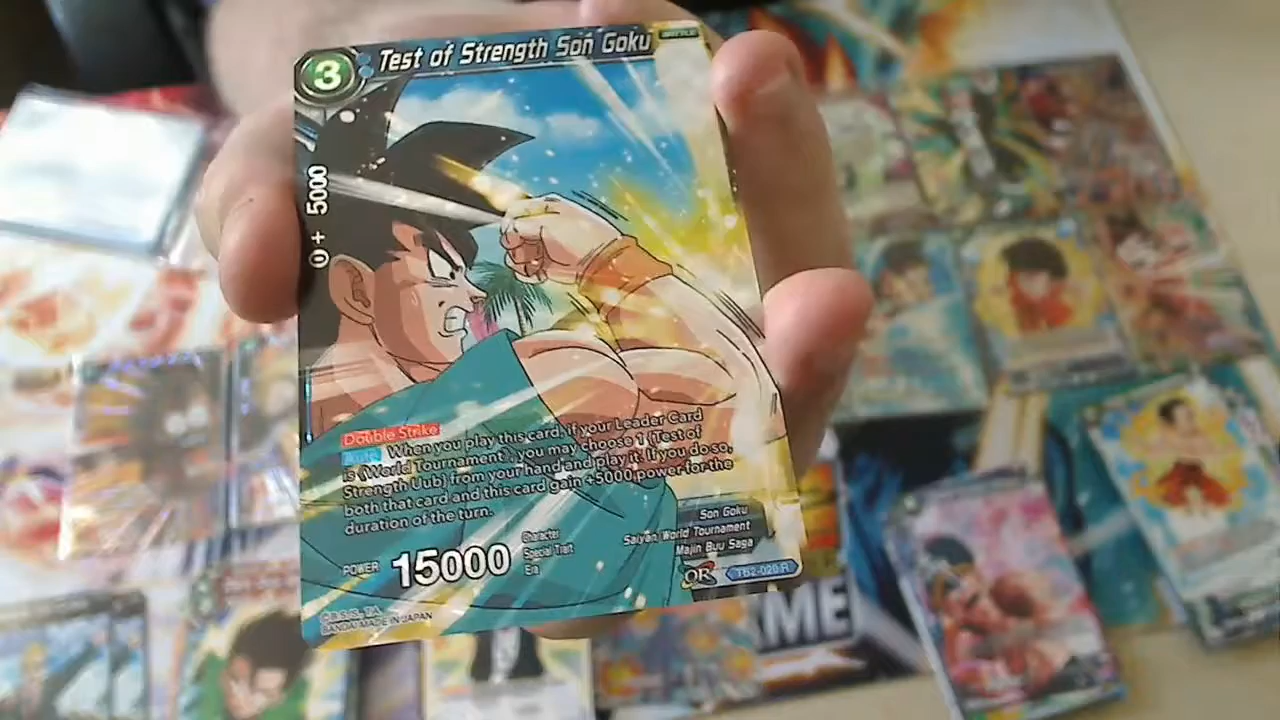 3
Test of Strength Son Goku
BATTLE
0 + 5000
Double Strike
Auto When you play this card, if your Leader Card
is {World Tournament}, you may choose 1 {Test of
Strength Uub} from your hand and play it. If you do so,
both that card and this card gain +5000 power for the
duration of the turn.
POWER 15000
Character Son Goku
Special Trait Saiyan/World Tournament
Era Majin Buu Saga
QR TB2-020 R
©B.S./S., T.A.
BANDAI MADE IN JAPAN
AME